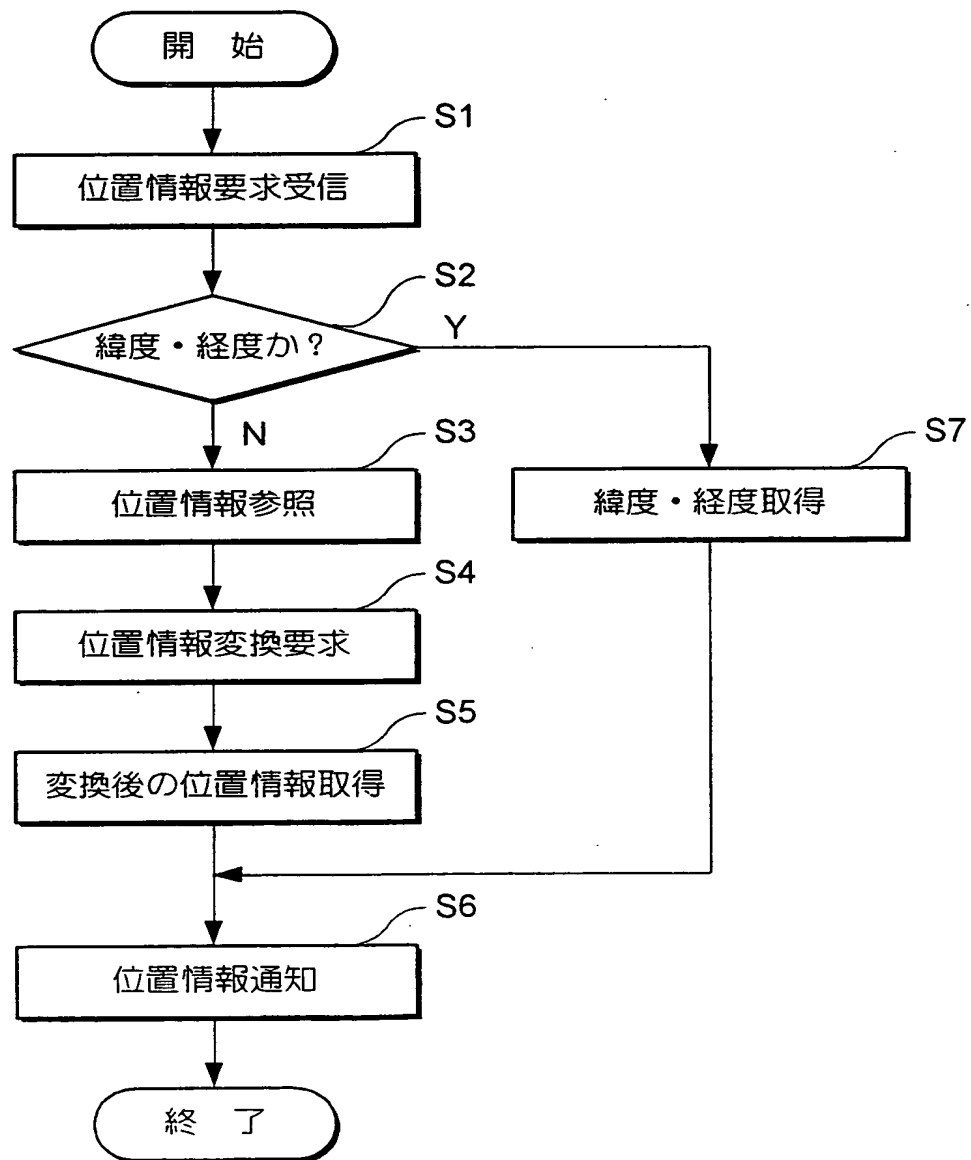 開 始
S1
位置情報要求受信
S2
緯度・経度か?
Y
N
S3
位置情報参照
S7
緯度・経度取得
S4
位置情報変換要求
S5
変換後の位置情報取得
S6
位置情報通知
終 了